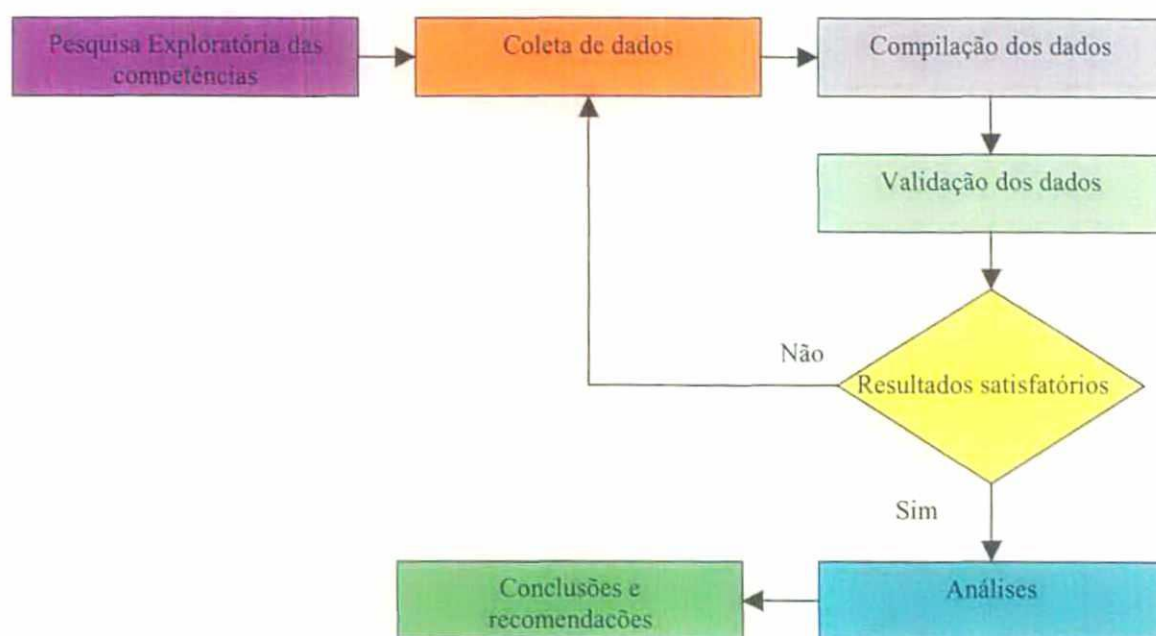 Pesquisa Exploratória das
competências
Coleta de dados
Compilação dos dados
Validação dos dados
Não
Resultados satisfatórios
Sim
Análises
Conclusões e
recomendacões